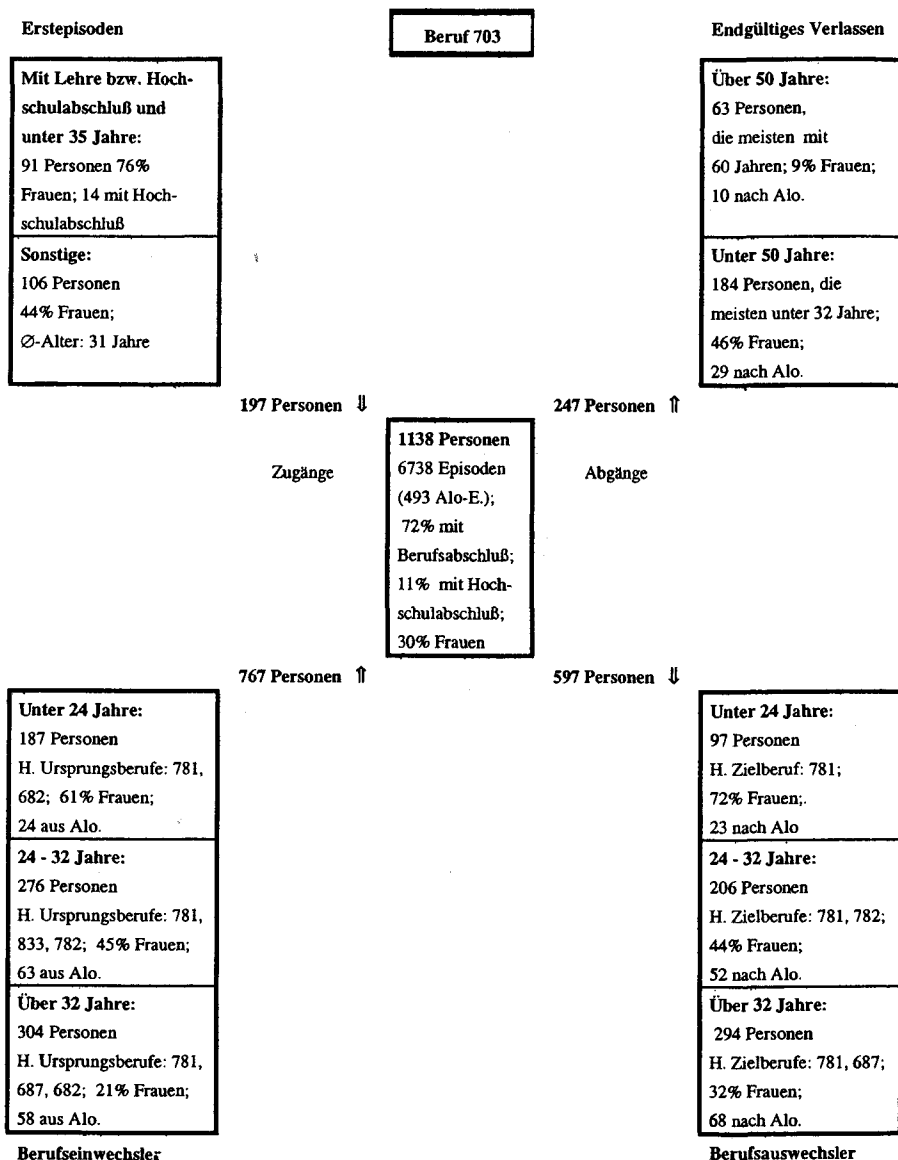 Erstepisoden
Beruf 703
Endgültiges Verlassen
Mit Lehre bzw. Hoch-
schulabschluß und
unter 35 Jahre:
91 Personen 76%
Frauen; 14 mit Hoch-
schulabschluß
Sonstige:
106 Personen
44% Frauen;
Ø-Alter: 31 Jahre
Über 50 Jahre:
63 Personen,
die meisten mit
60 Jahren; 9% Frauen;
10 nach Alo.
Unter 50 Jahre:
184 Personen, die
meisten unter 32 Jahre;
46% Frauen;
29 nach Alo.
197 Personen ⇓
247 Personen ⇑
Zugänge
1138 Personen
6738 Episoden
(493 Alo-E.);
72% mit
Berufsabschluß;
11% mit Hoch-
schulabschluß;
30% Frauen
Abgänge
767 Personen ⇑
597 Personen ⇓
Unter 24 Jahre:
187 Personen
H. Ursprungsberufe: 781,
682; 61% Frauen;
24 aus Alo.
24 - 32 Jahre:
276 Personen
H. Ursprungsberufe: 781,
833, 782; 45% Frauen;
63 aus Alo.
Über 32 Jahre:
304 Personen
H. Ursprungsberufe: 781,
687, 682; 21% Frauen;
58 aus Alo.
Berufseinwechsler
Unter 24 Jahre:
97 Personen
H. Zielberuf: 781;
72% Frauen;.
23 nach Alo
24 - 32 Jahre:
206 Personen
H. Zielberufe: 781, 782;
44% Frauen;
52 nach Alo.
Über 32 Jahre:
294 Personen
H. Zielberufe: 781, 687;
32% Frauen;
68 nach Alo.
Berufsauswechsler